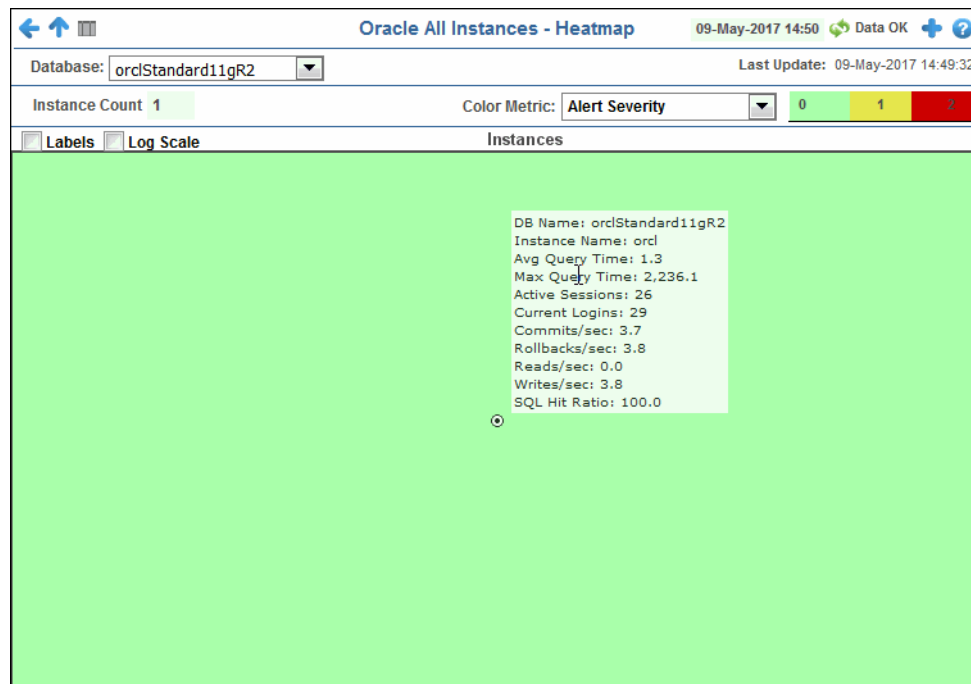 Oracle All Instances - Heatmap 09-May-2017 14:50 Data OK
Database: orclStandard11gR2 Last Update: 09-May-2017 14:49:32
Instance Count 1 Color Metric: Alert Severity 0 1 2
Labels Log Scale Instances
DB Name: orclStandard11gR2
Instance Name: orcl
Avg Query Time: 1.3
Max Query Time: 2,236.1
Active Sessions: 26
Current Logins: 29
Commits/sec: 3.7
Rollbacks/sec: 3.8
Reads/sec: 0.0
Writes/sec: 3.8
SQL Hit Ratio: 100.0